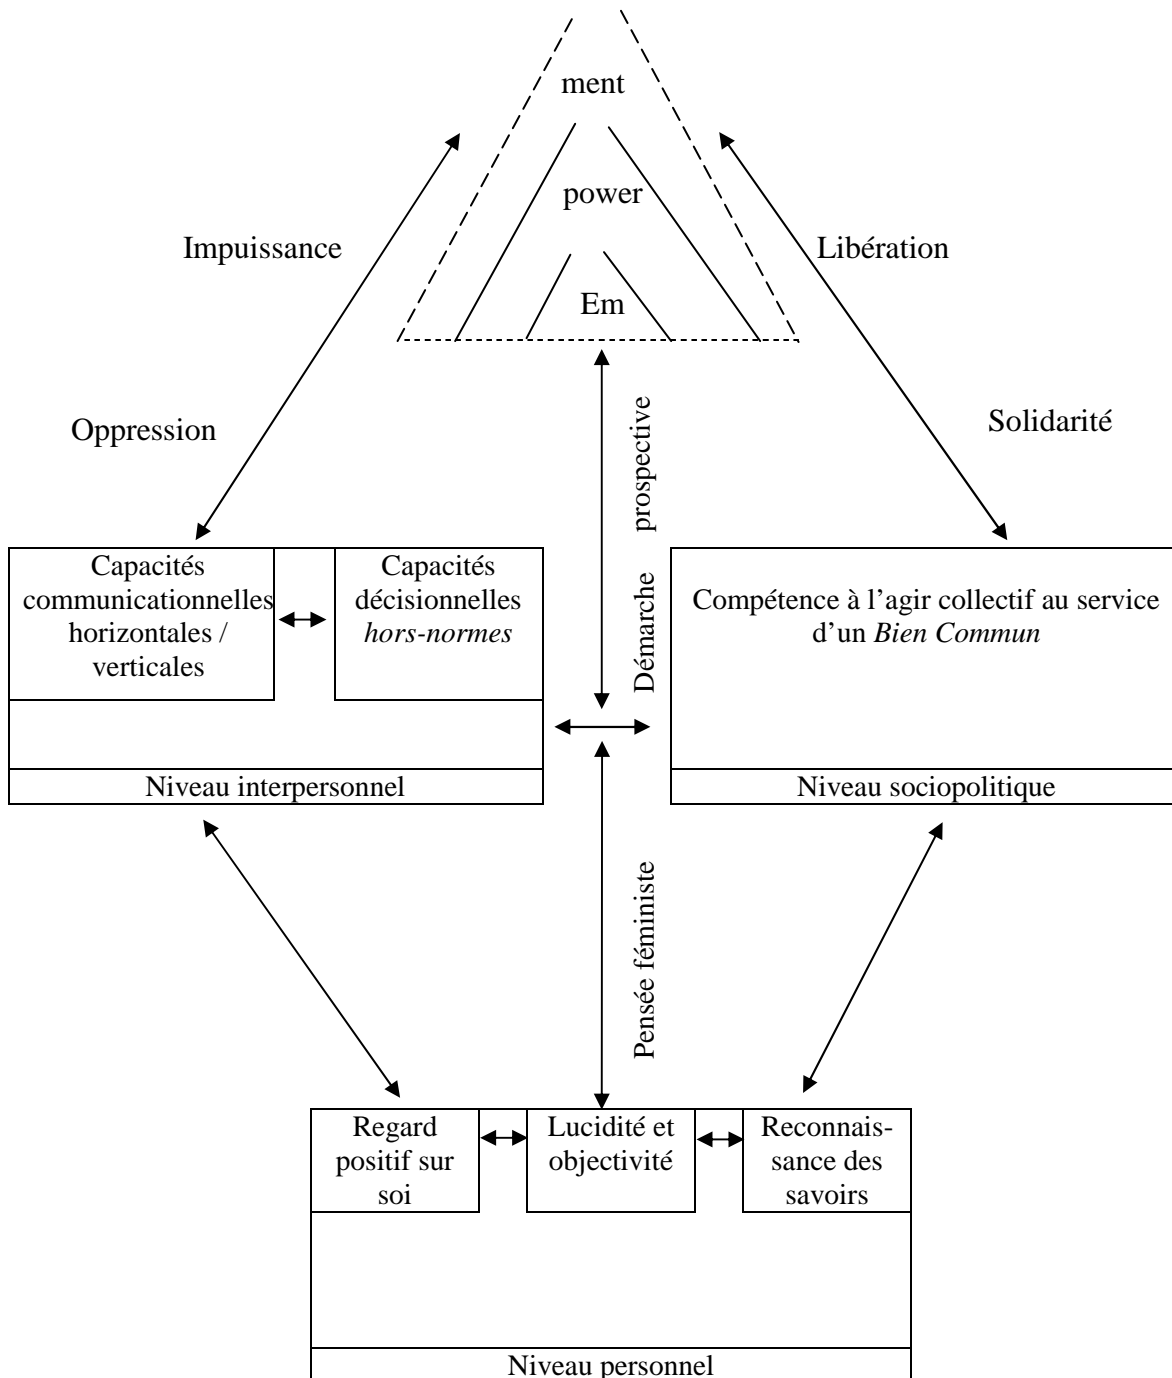 ment
power
Em
Impuissance
Libération
Oppression
Solidarité
Démarche prospective
Capacités
communicationnelles
horizontales /
verticales
Capacités
décisionnelles
hors-normes
Niveau interpersonnel
Compétence à l’agir collectif au service
d’un Bien Commun
Niveau sociopolitique
Pensée féministe
Regard
positif sur
soi
Lucidité et
objectivité
Reconnais-
sance des
savoirs
Niveau personnel